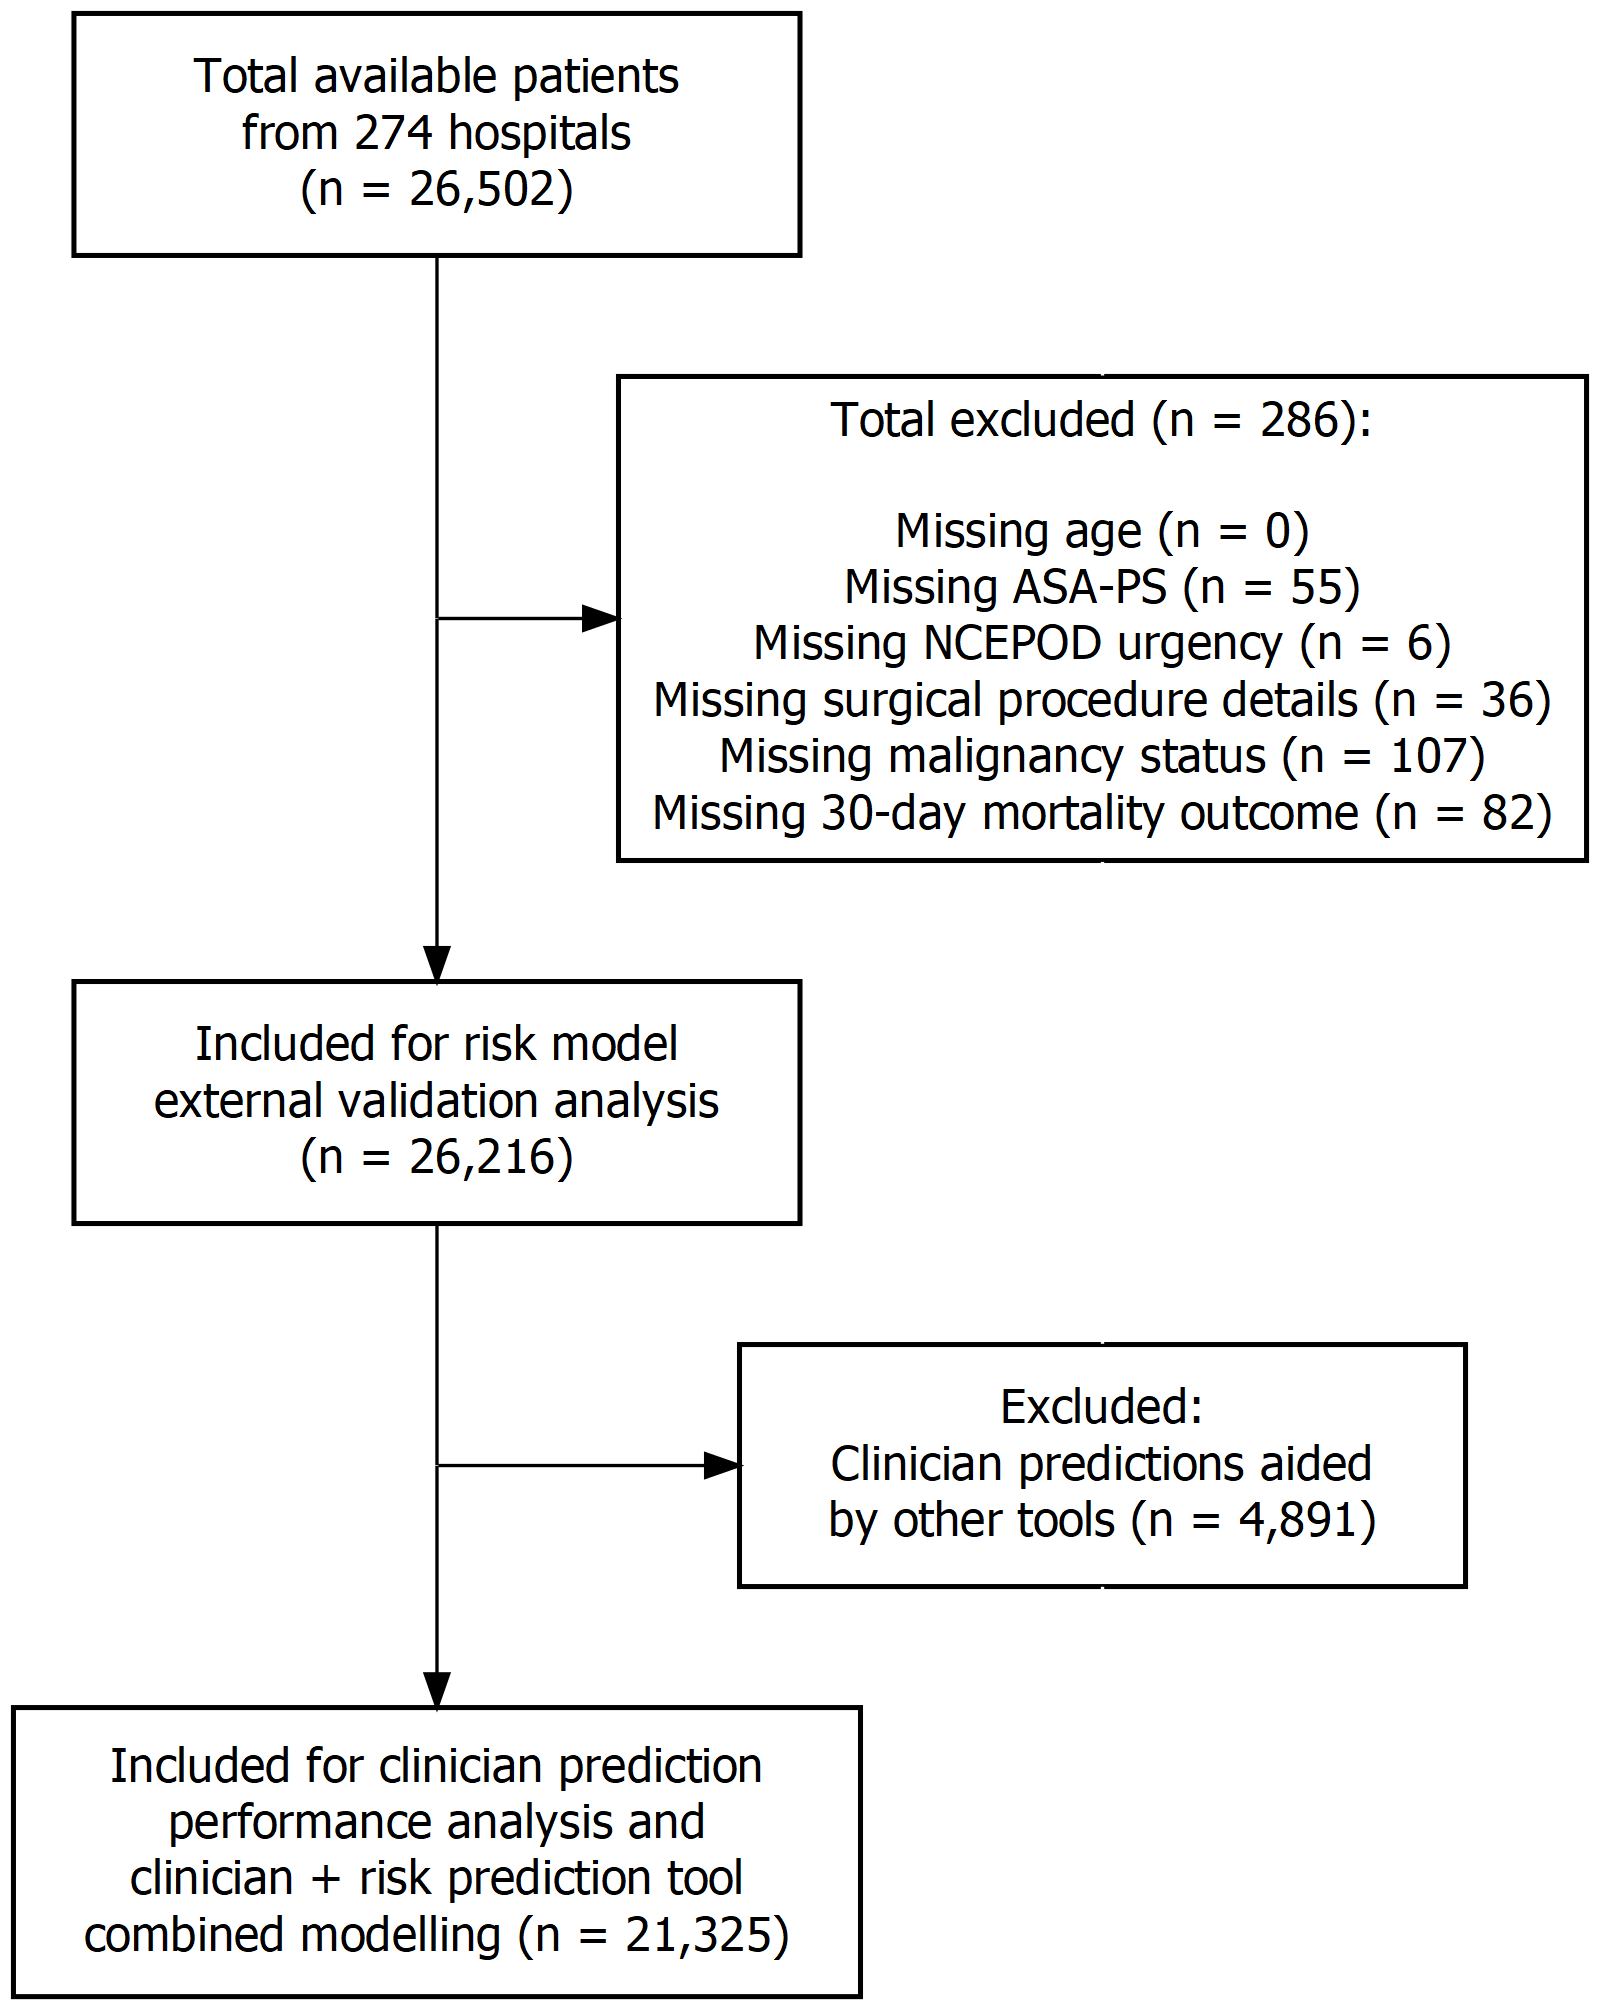 Total available patients
from 274 hospitals
(n = 26,502)
Total excluded (n = 286):
Missing age (n = 0)
Missing ASA-PS (n = 55)
Missing NCEPOD urgency (n = 6)
Missing surgical procedure details (n = 36)
Missing malignancy status (n = 107)
Missing 30-day mortality outcome (n = 82)
Included for risk model
external validation analysis
(n = 26,216)
Excluded:
Clinician predictions aided
by other tools (n = 4,891)
Included for clinician prediction
performance analysis and
clinician + risk prediction tool
combined modelling (n = 21,325)